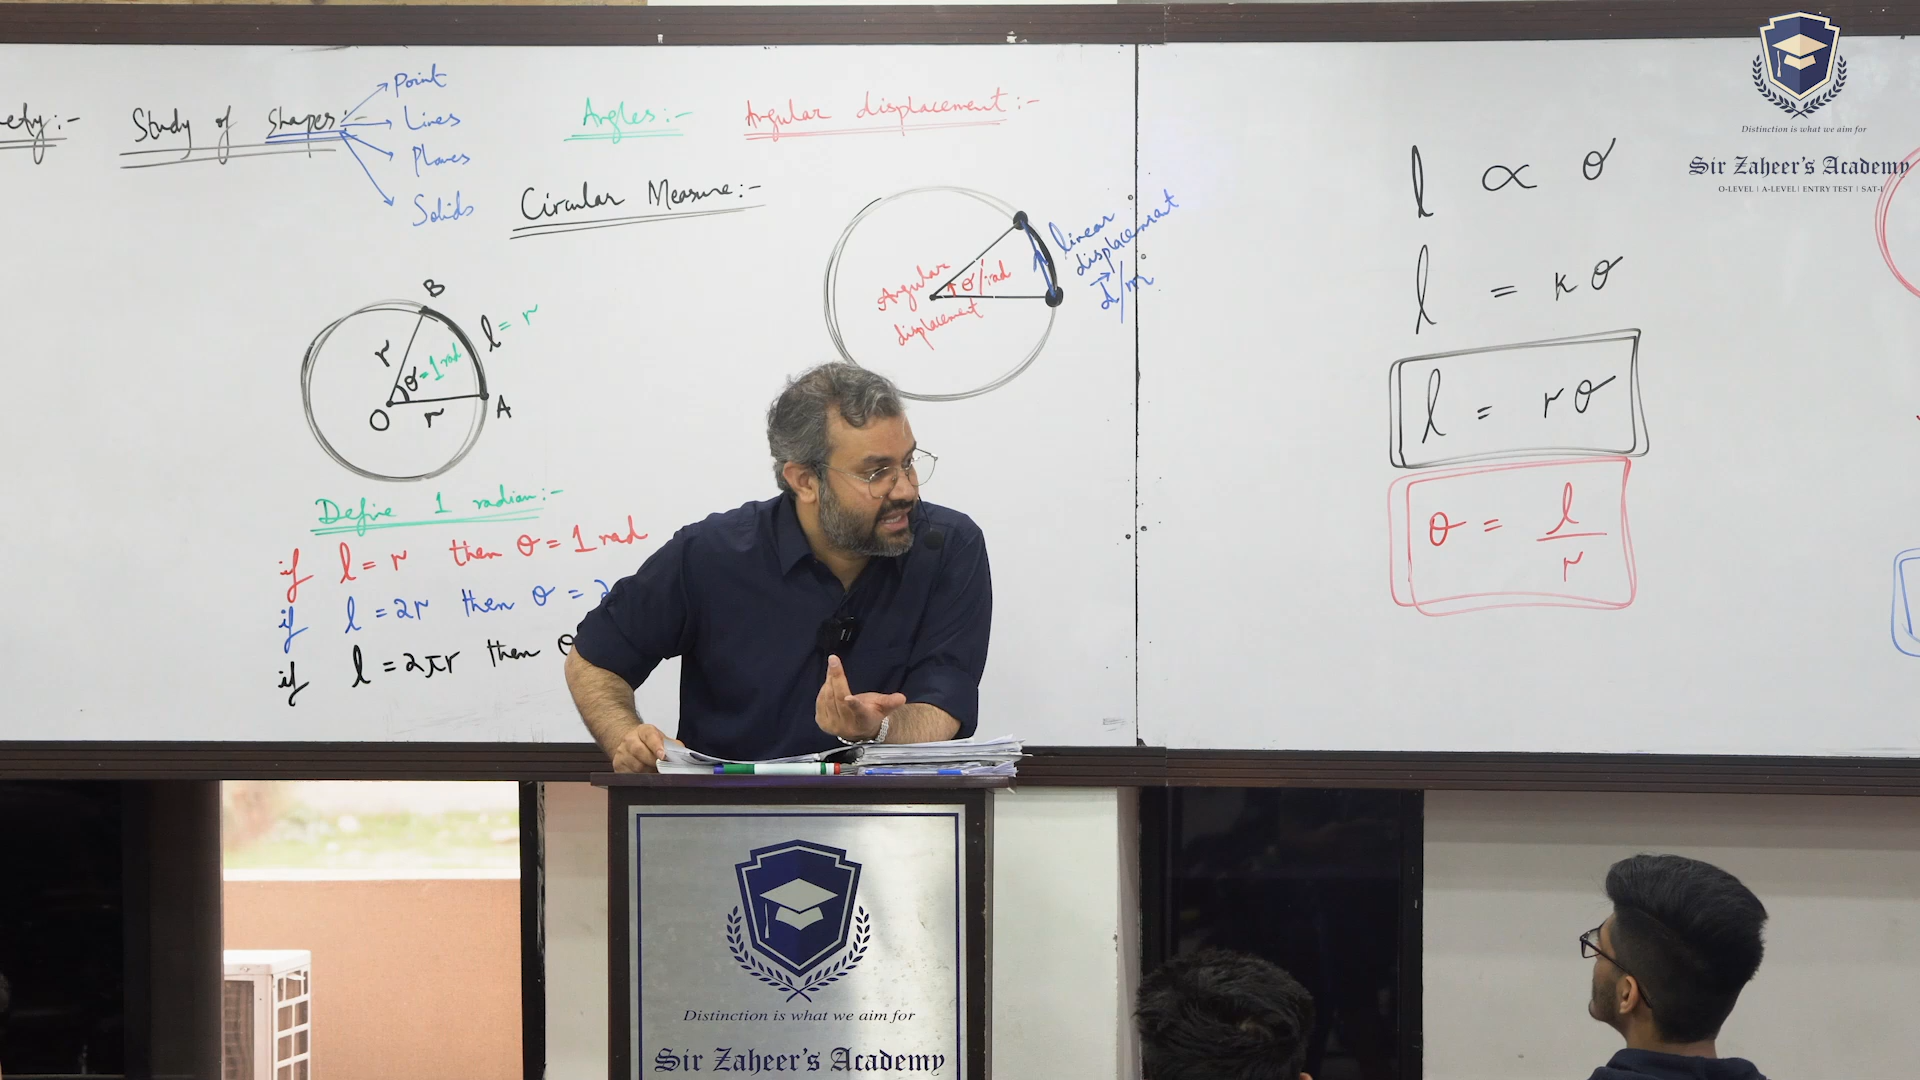 Study of Shapes:-
Point
Lines
Planes
Solids
Angles:-
Angular displacement:-
Circular Measure:-
B
l = r
r
θ = 1 rad
O
r
A
Angular
displacement
θ/rad
linear
displacement
d/m
Define 1 radian:-
if l = r then θ = 1 rad
if l = 2r then θ = 2
if l = 2πr then θ
l ∝ θ
l = kθ
l = rθ
θ = l/r
Distinction is what we aim for
Sir Zaheer's Academy
O-LEVEL | A-LEVEL | ENTRY TEST | SAT-I
Distinction is what we aim for
Sir Zaheer's Academy